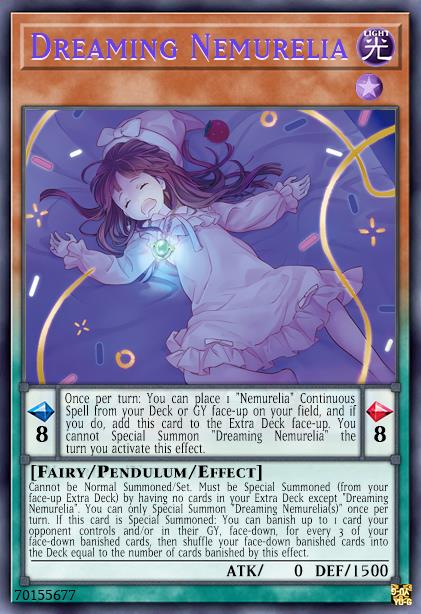 DREAMING NEMURELIA
LIGHT
光
Once per turn: You can place 1 "Nemurelia" Continuous
Spell from your Deck or GY face-up on your field, and if
you do, add this card to the Extra Deck face-up. You
cannot Special Summon "Dreaming Nemurelia" the
turn you activate this effect.
8
8
[FAIRY/PENDULUM/EFFECT]
Cannot be Normal Summoned/Set. Must be Special Summoned (from your
face-up Extra Deck) by having no cards in your Extra Deck except "Dreaming
Nemurelia". You can only Special Summon "Dreaming Nemurelia(s)" once per
turn. If this card is Special Summoned: You can banish up to 1 card your
opponent controls and/or in their GY, face-down, for every 3 of your
face-down banished cards, then shuffle your face-down banished cards into
the Deck equal to the number of cards banished by this effect.
ATK/ 0 DEF/1500
70155677